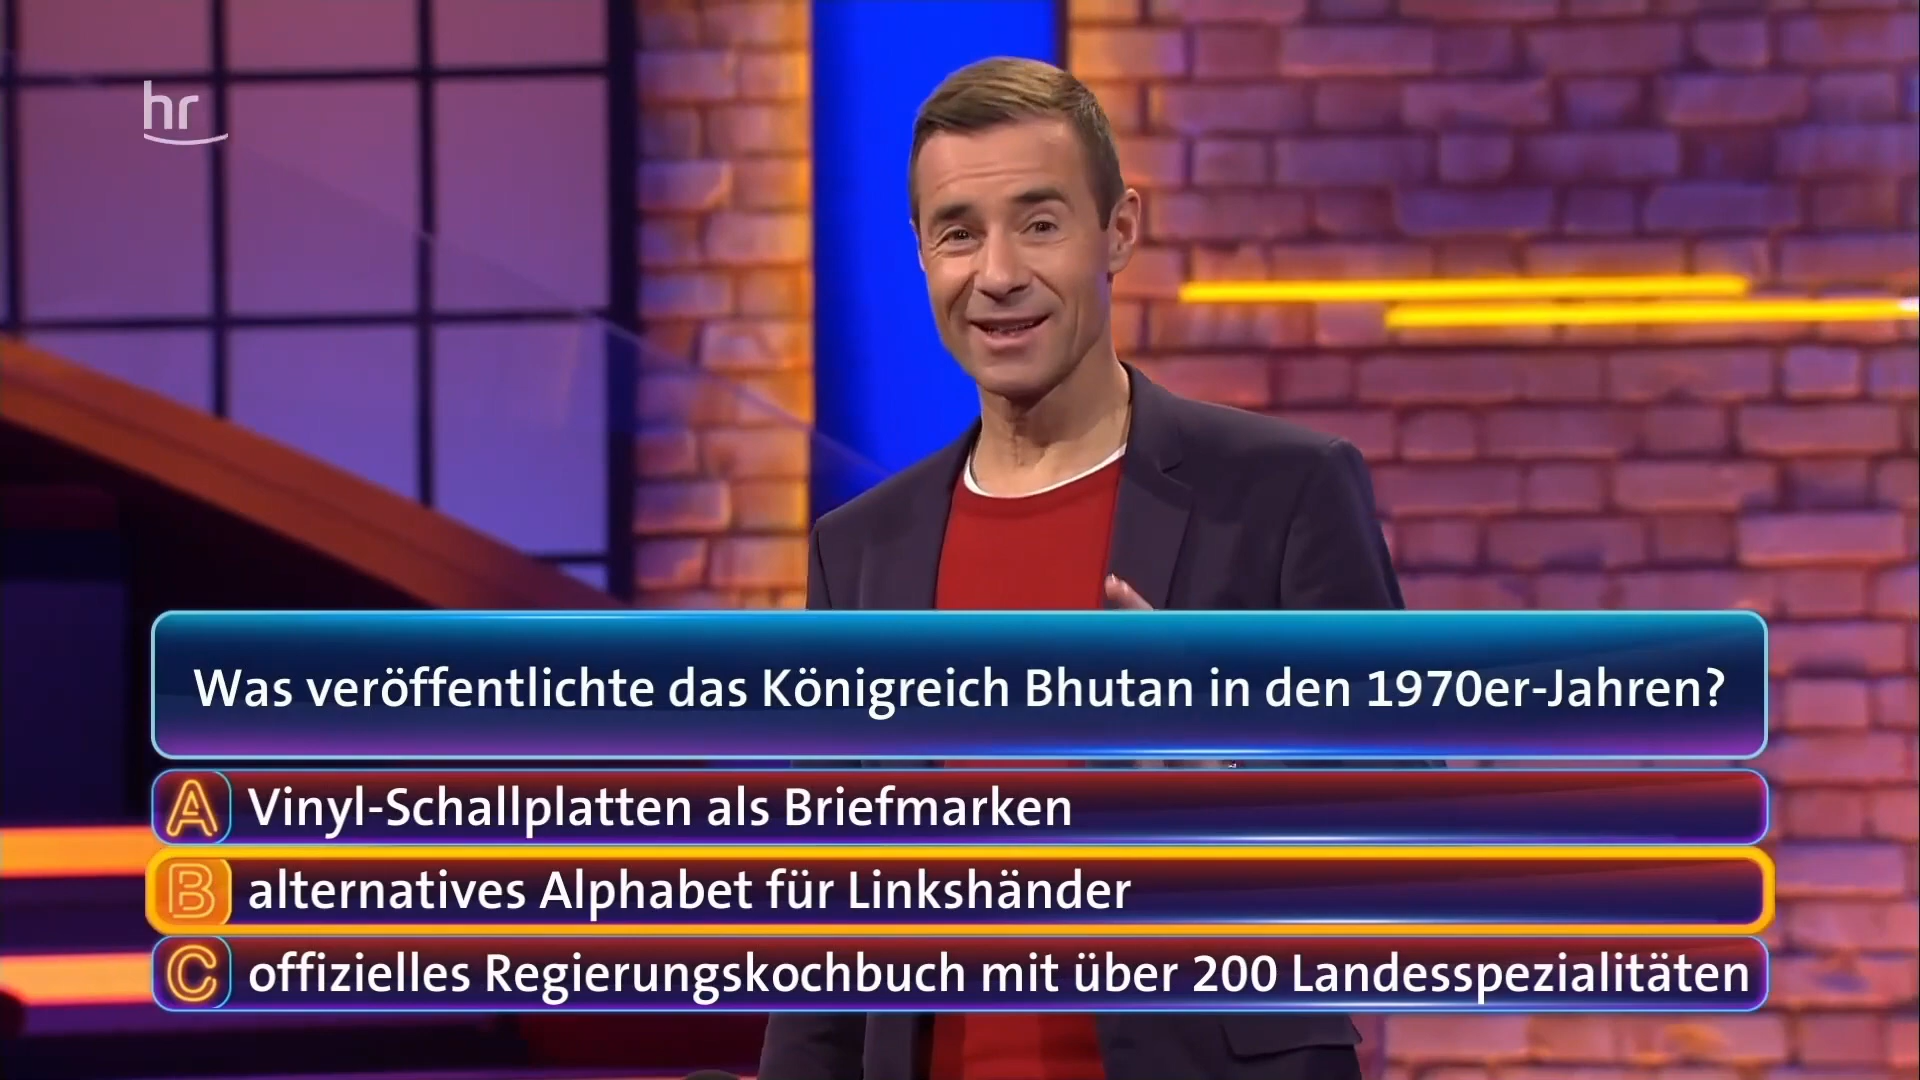 hr
Was veröffentlichte das Königreich Bhutan in den 1970er-Jahren?
A Vinyl-Schallplatten als Briefmarken
B alternatives Alphabet für Linkshänder
C offizielles Regierungskochbuch mit über 200 Landesspezialitäten